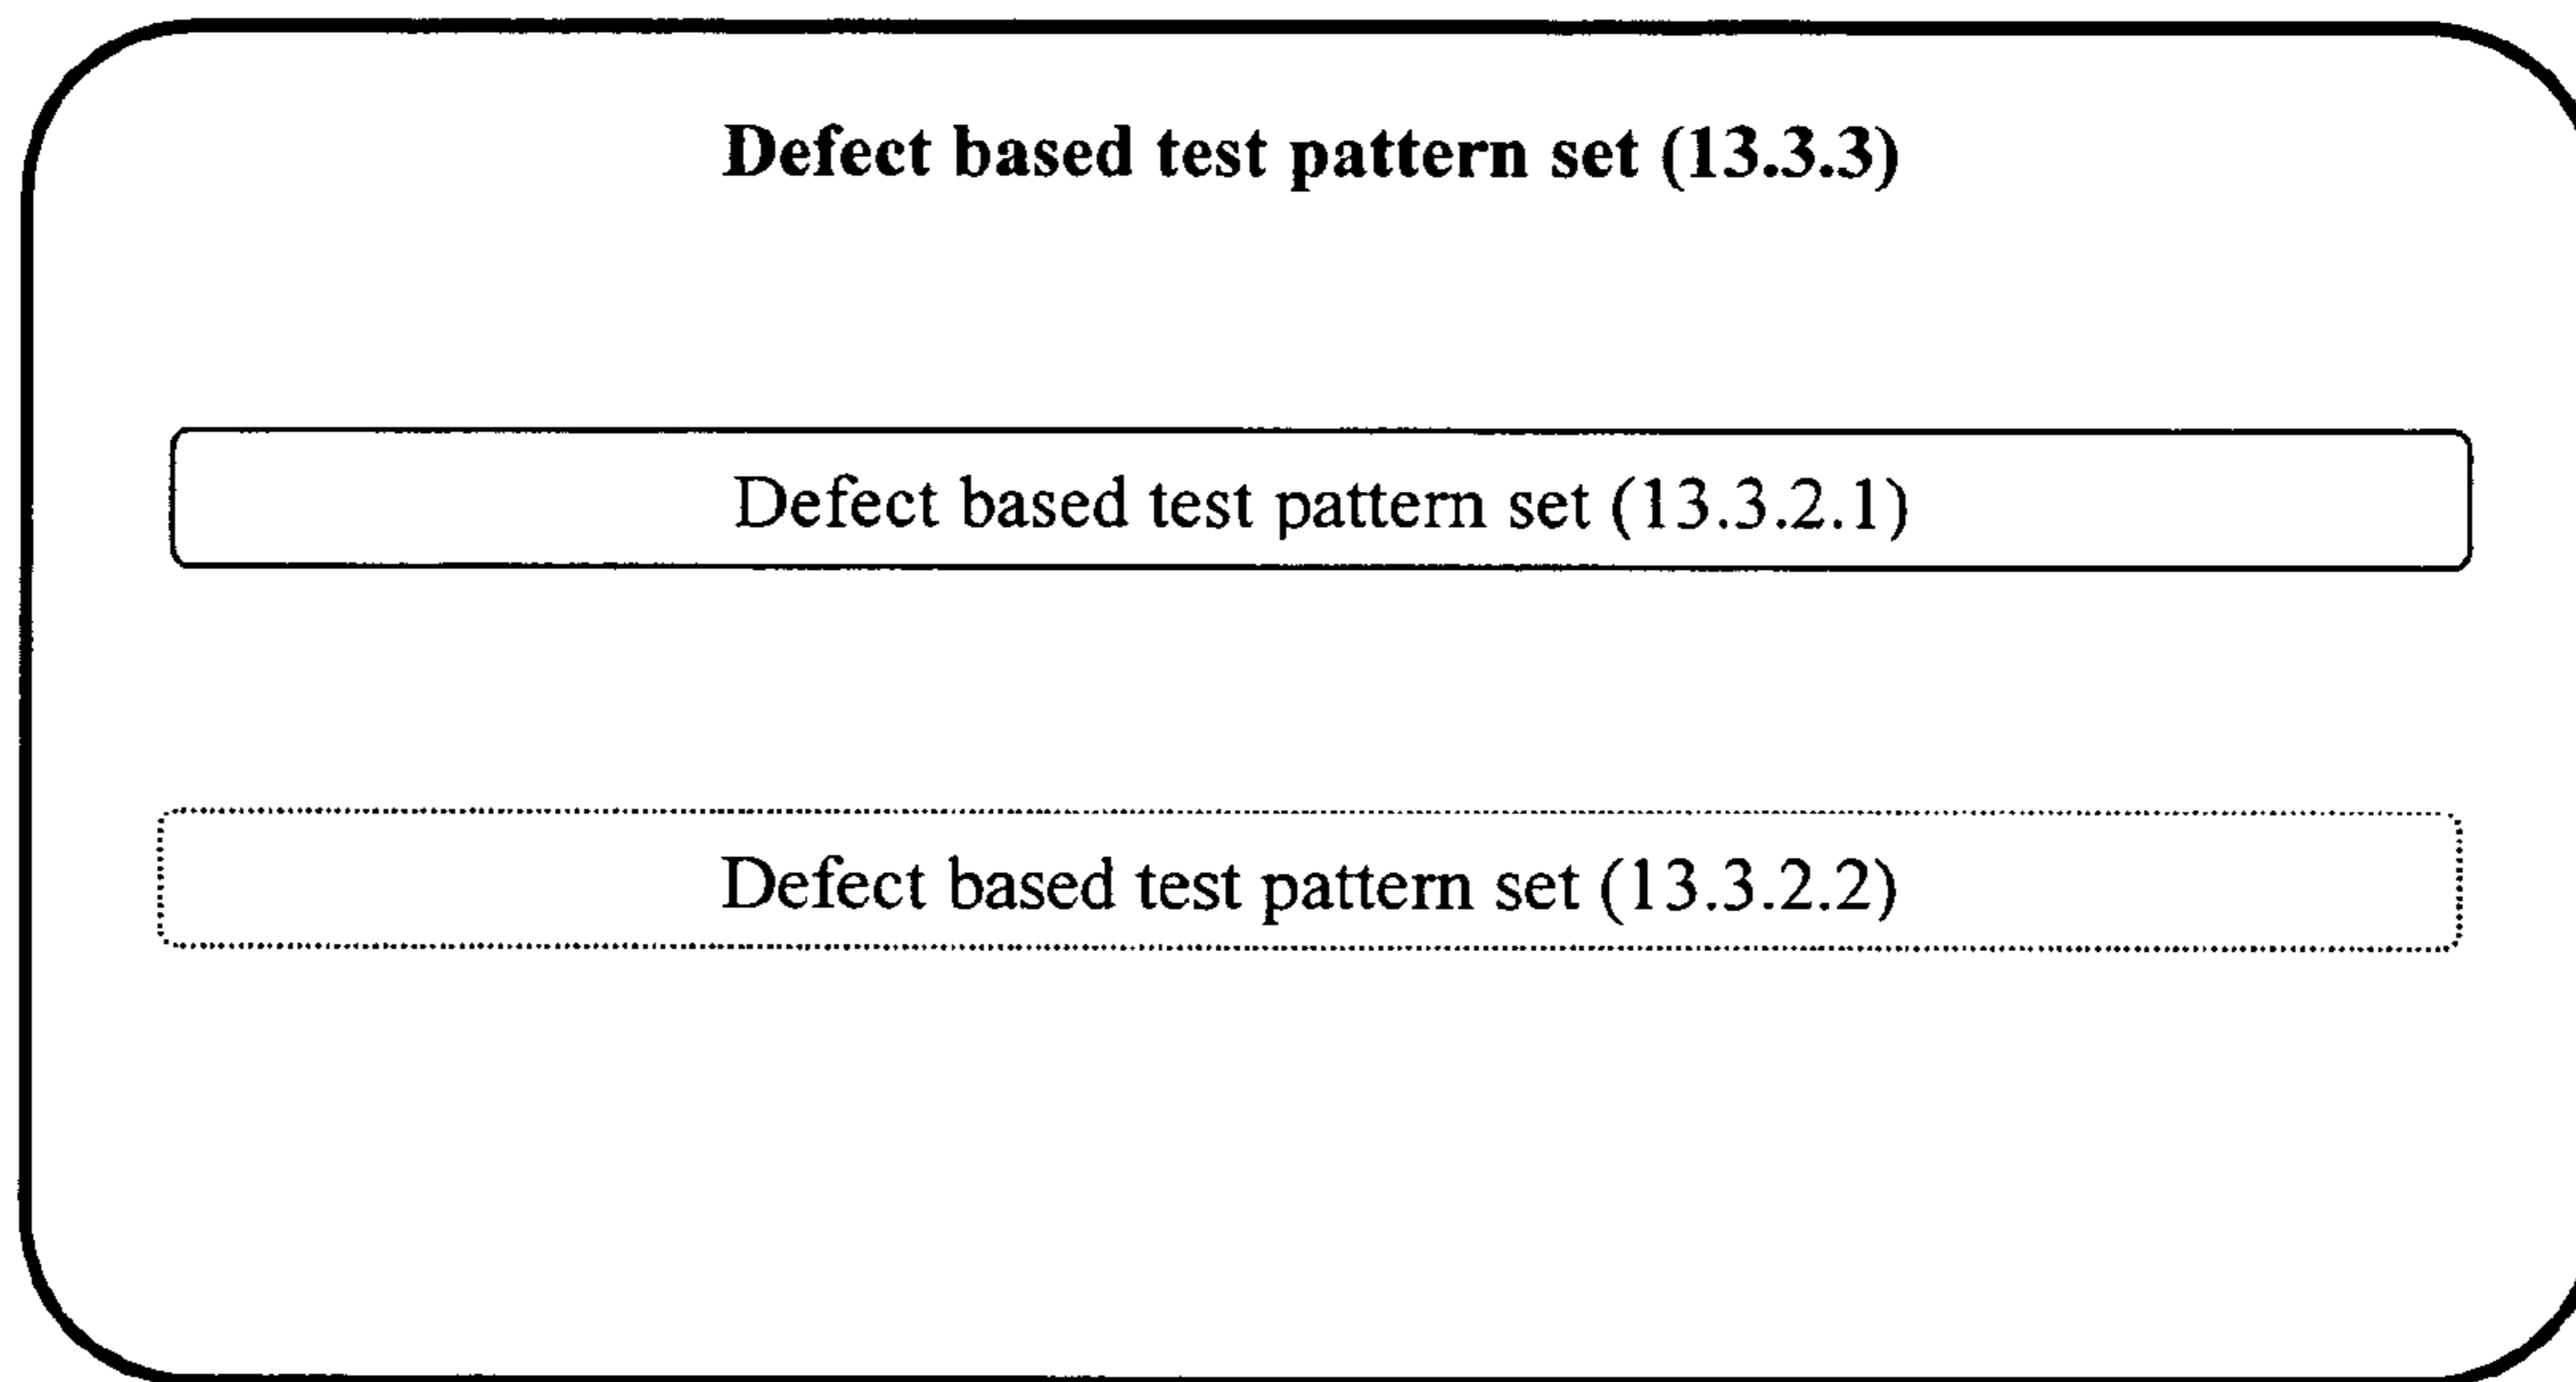 Defect based test pattern set (13.3.3)
Defect based test pattern set (13.3.2.1)
Defect based test pattern set (13.3.2.2)